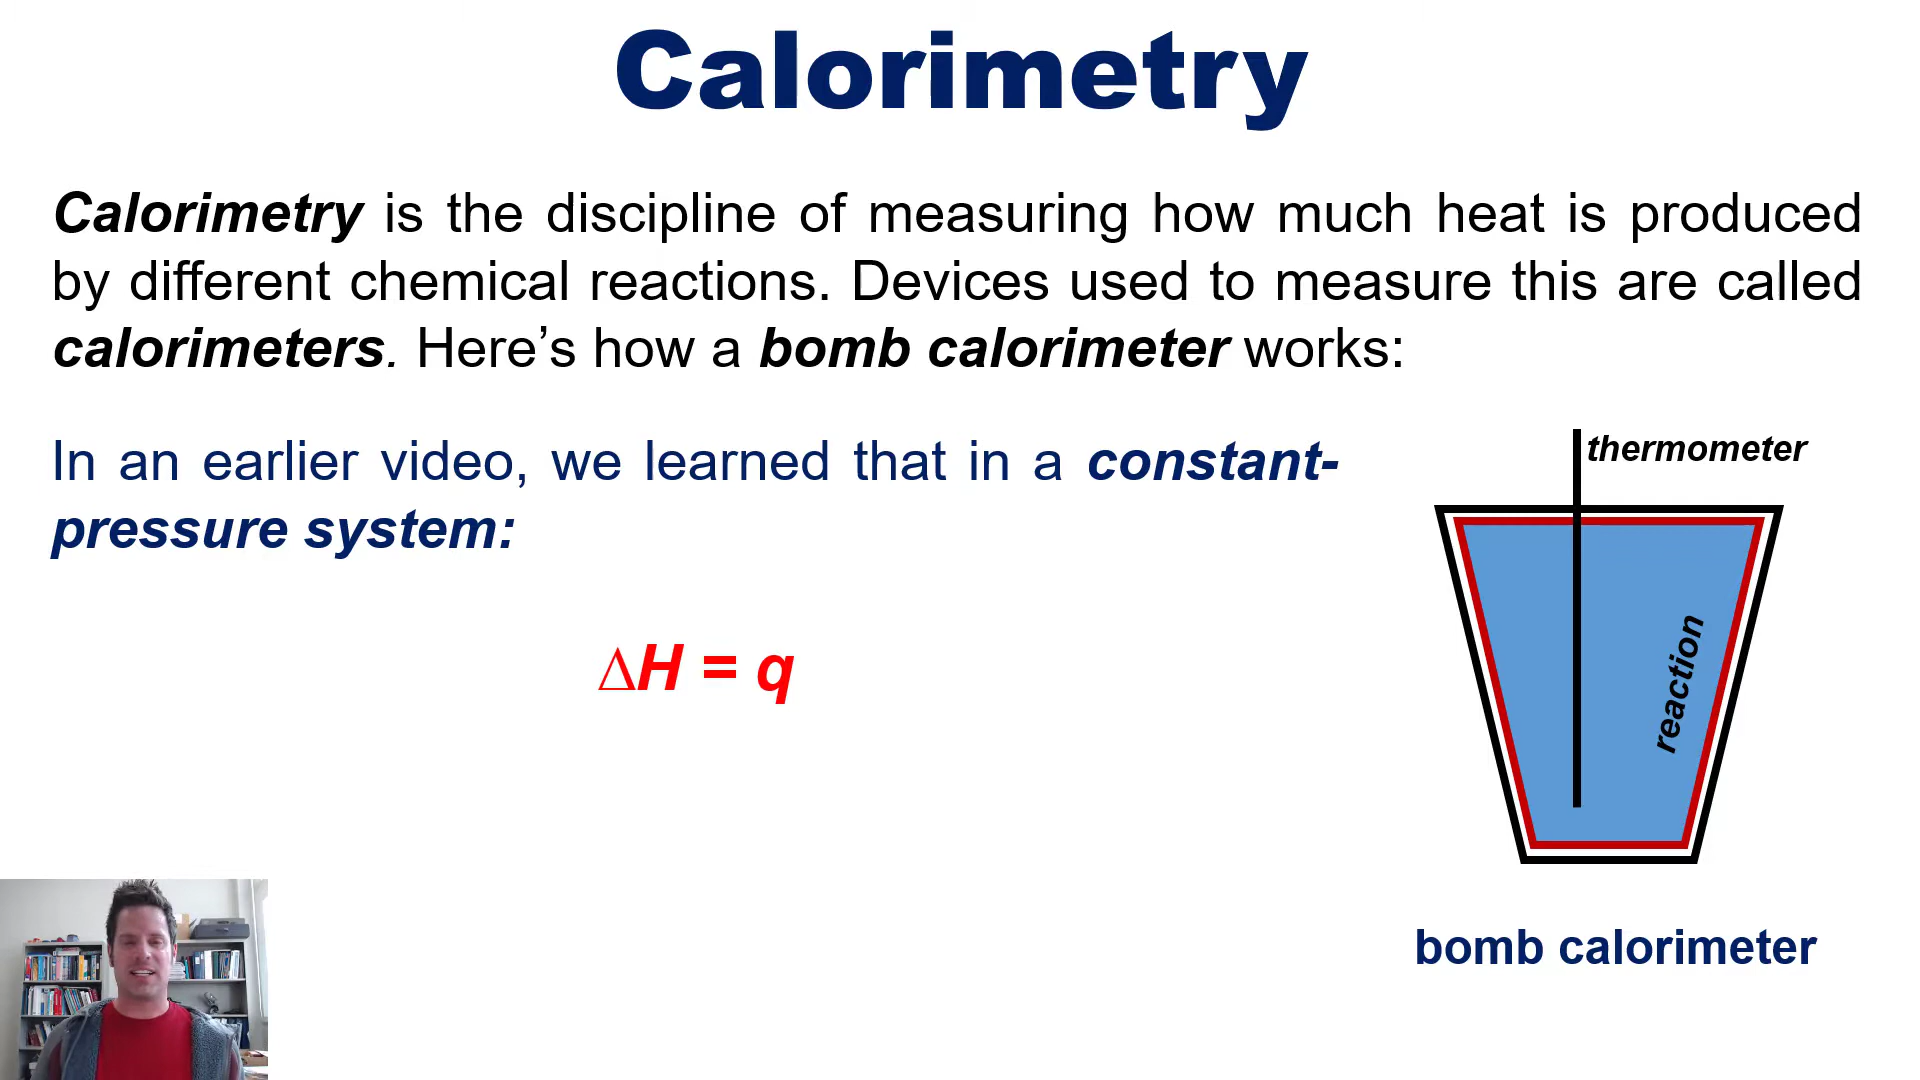 Calorimetry
Calorimetry is the discipline of measuring how much heat is produced
by different chemical reactions. Devices used to measure this are called
calorimeters. Here’s how a bomb calorimeter works:
In an earlier video, we learned that in a constant-
pressure system:
∆H = q
thermometer
reaction
bomb calorimeter